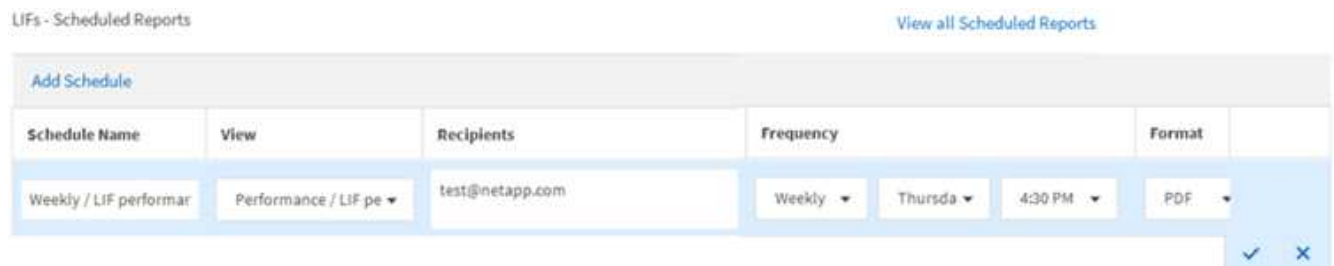 LIFs - Scheduled Reports View all Scheduled Reports
Add Schedule
Schedule Name View Recipients Frequency Format
Weekly / LIF performar Performance / LIF pe test@netapp.com Weekly Thursda 4:30 PM PDF